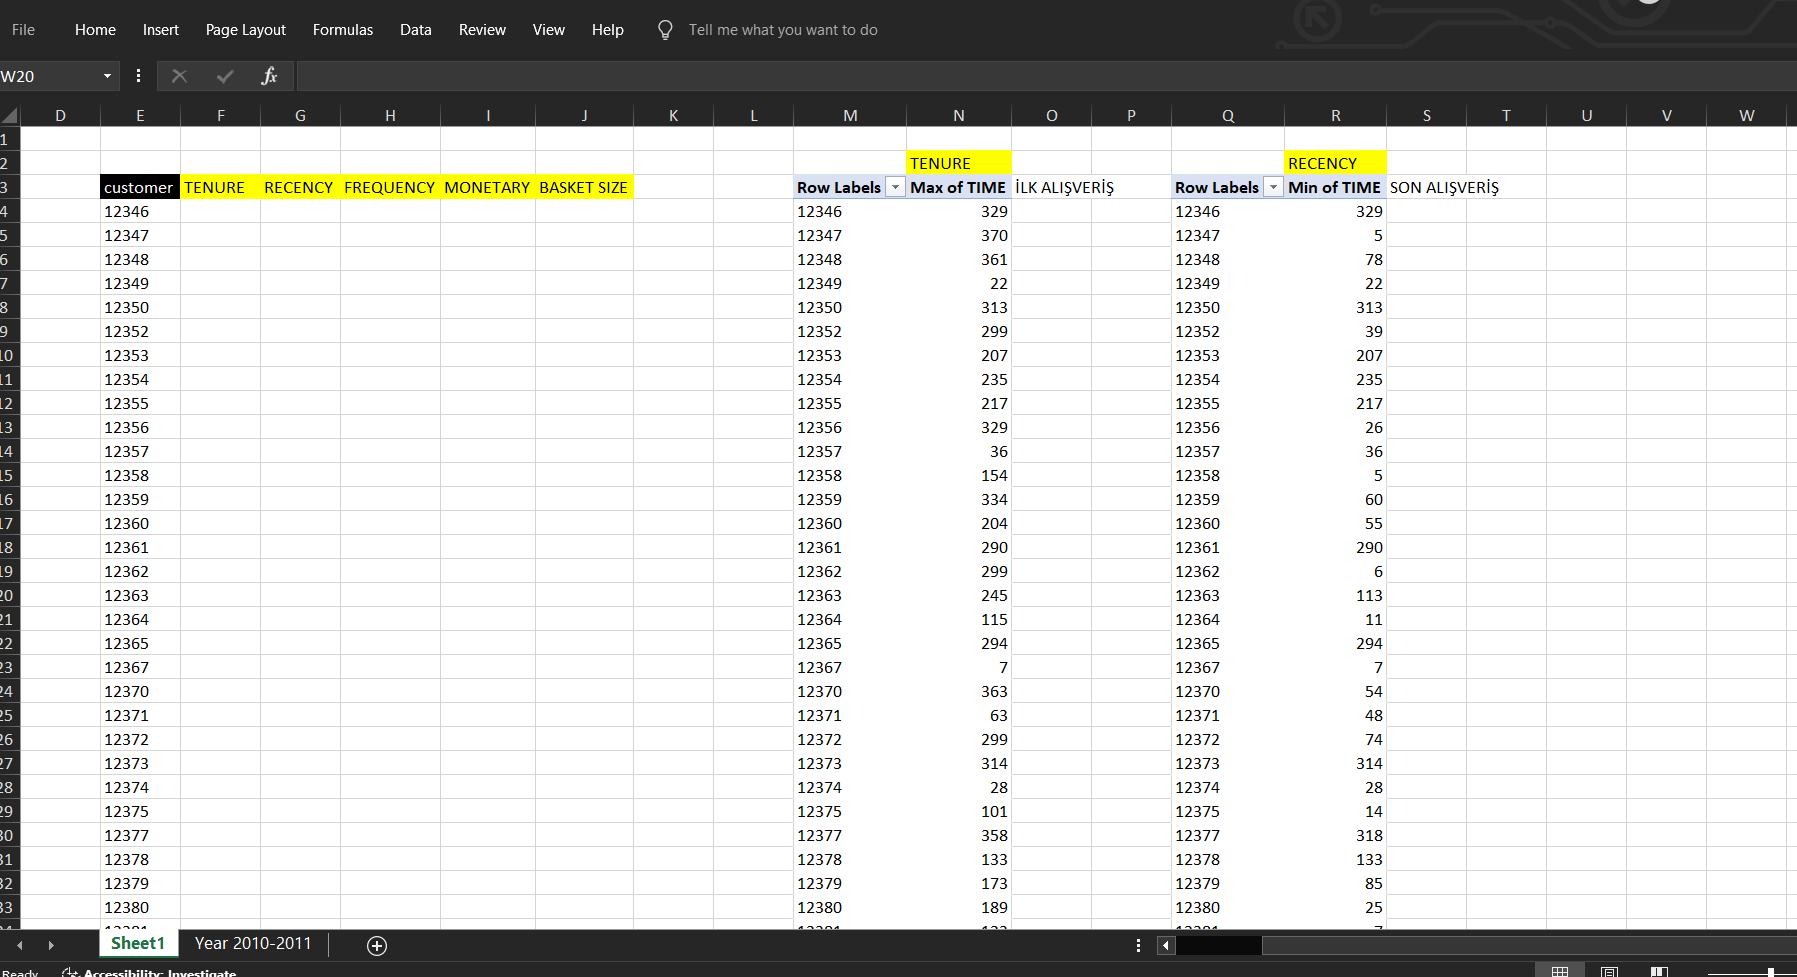 File Home Insert Page Layout Formulas Data Review View Help Tell me what you want to do
W20 fx
D E F G H I J K L M N O P Q R S T U V W
1
2 TENURE RECENCY
3 customer TENURE RECENCY FREQUENCY MONETARY BASKET SIZE Row Labels Max of TIME İLK ALIŞVERİŞ Row Labels Min of TIME SON ALIŞVERİŞ
4 12346 12346 329 12346 329
5 12347 12347 370 12347 5
6 12348 12348 361 12348 78
7 12349 12349 22 12349 22
8 12350 12350 313 12350 313
9 12352 12352 299 12352 39
10 12353 12353 207 12353 207
11 12354 12354 235 12354 235
12 12355 12355 217 12355 217
13 12356 12356 329 12356 26
14 12357 12357 36 12357 36
15 12358 12358 154 12358 5
16 12359 12359 334 12359 60
17 12360 12360 204 12360 55
18 12361 12361 290 12361 290
19 12362 12362 299 12362 6
20 12363 12363 245 12363 113
21 12364 12364 115 12364 11
22 12365 12365 294 12365 294
23 12367 12367 7 12367 7
24 12370 12370 363 12370 54
25 12371 12371 63 12371 48
26 12372 12372 299 12372 74
27 12373 12373 314 12373 314
28 12374 12374 28 12374 28
29 12375 12375 101 12375 14
30 12377 12377 358 12377 318
31 12378 12378 133 12378 133
32 12379 12379 173 12379 85
33 12380 12380 189 12380 25
Sheet1 Year 2010-2011
Ready Accessibility: Investigate